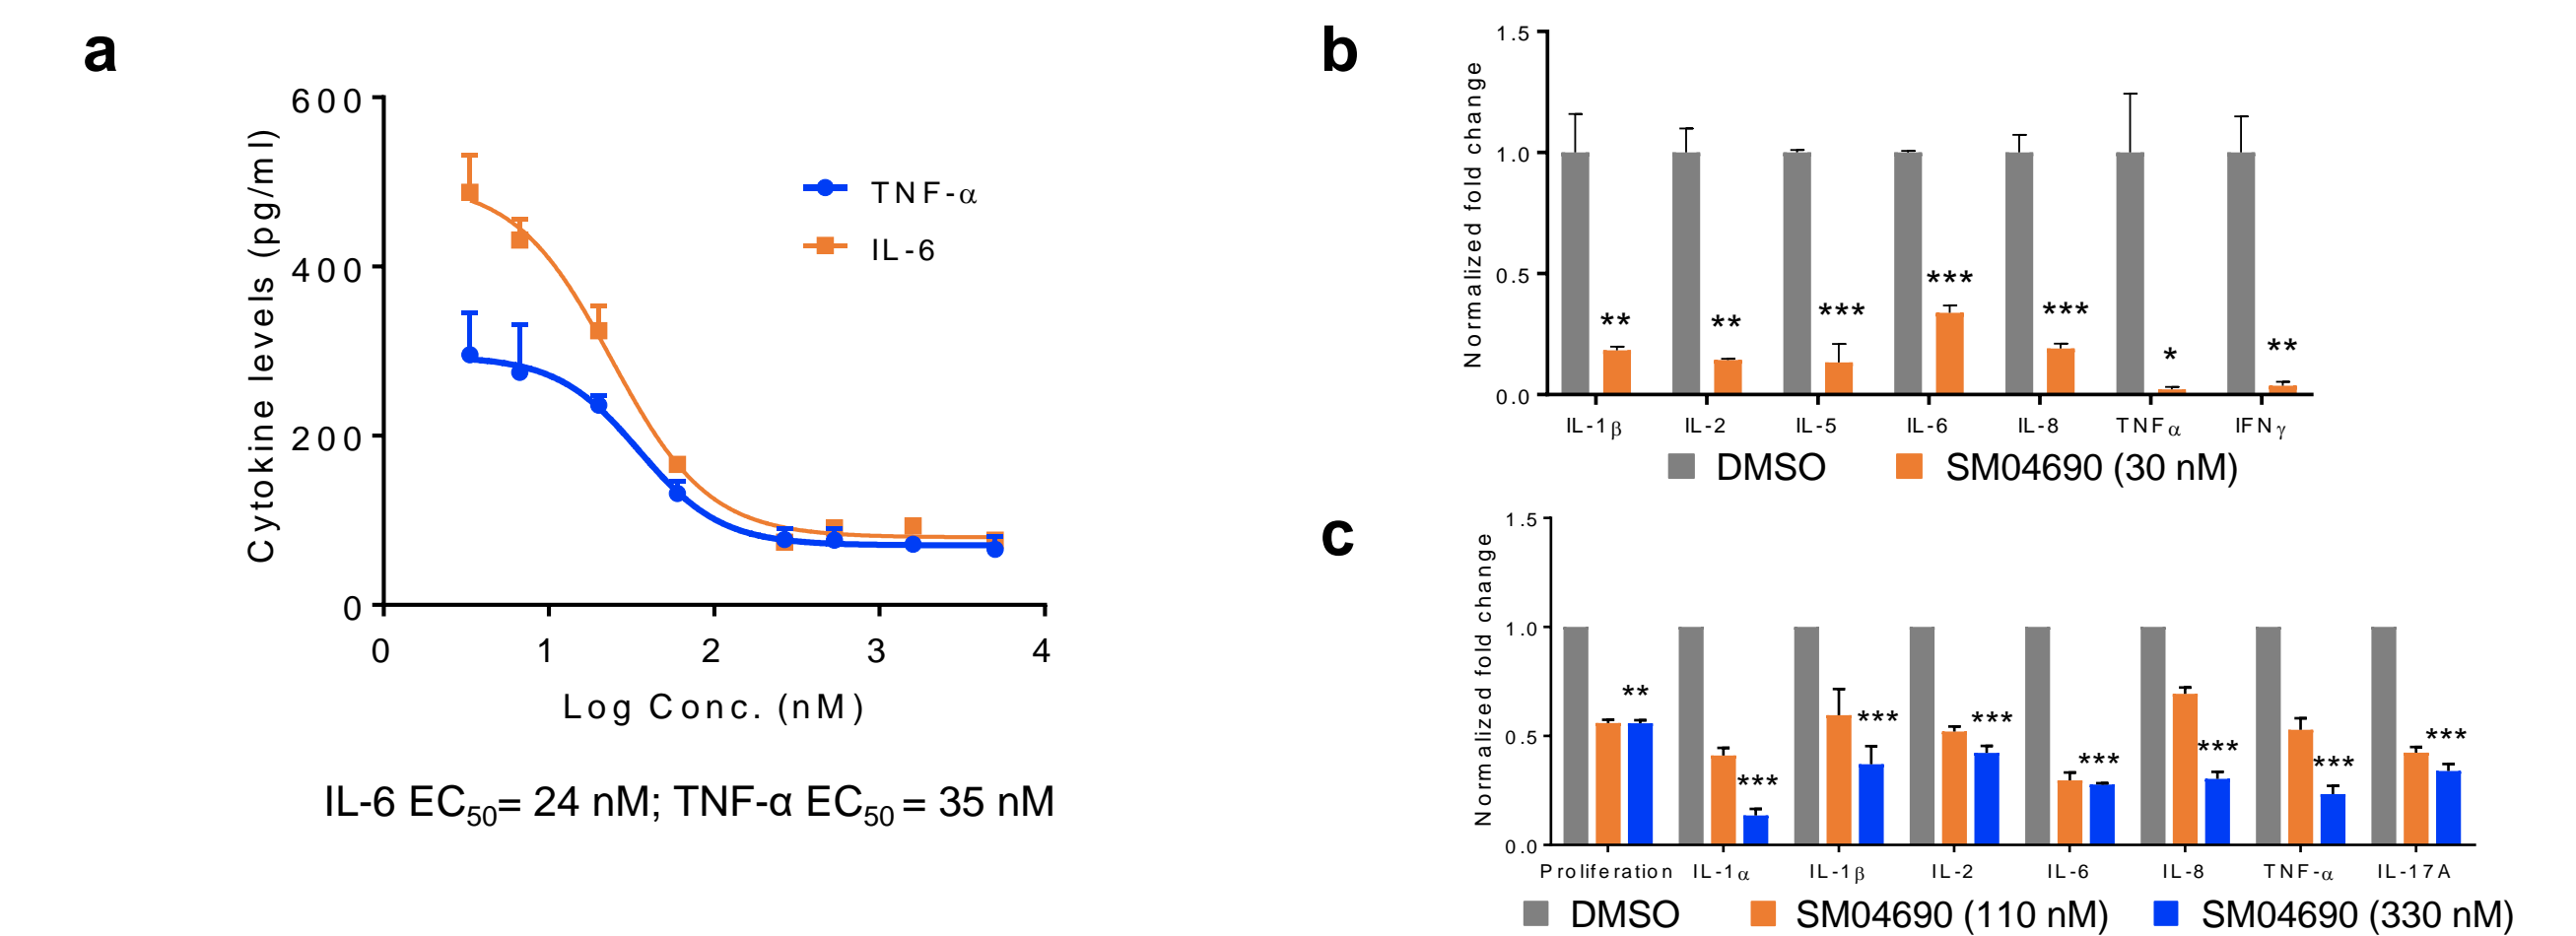 a
600
400
200
0
Cytokine levels (pg/ml)
TNF-α
IL-6
0 1 2 3 4
Log Conc. (nM)
IL-6 EC50= 24 nM; TNF-α EC50 = 35 nM
b
1.5
1.0
0.5
0.0
Normalized fold change
** ** *** *** *** * **
IL-1β IL-2 IL-5 IL-6 IL-8 TNFα IFNγ
DMSO SM04690 (30 nM)
c
1.5
1.0
0.5
0.0
Normalized fold change
** *** *** *** *** *** *** ***
Proliferation IL-1α IL-1β IL-2 IL-6 IL-8 TNF-α IL-17A
DMSO SM04690 (110 nM) SM04690 (330 nM)